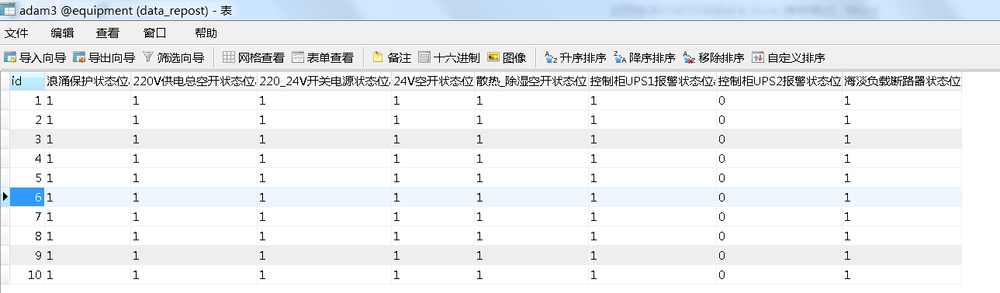 adam3 @equipment (data_repost) - 表
文件 编辑 查看 窗口 帮助
导入向导 导出向导 筛选向导 网格查看 表单查看 备注 十六进制 图像 升序排序 降序排序 移除排序 自定义排序
id 浪涌保护状态位 220V供电总空开状态位 220_24V开关电源状态位 24V空开状态位 散热_除湿空开状态位 控制柜UPS1报警状态位 控制柜UPS2报警状态位 海淡负载断路器状态位
1 1 1 1 1 1 1 0 1
2 1 1 1 1 1 1 0 1
3 1 1 1 1 1 1 0 1
4 1 1 1 1 1 1 0 1
5 1 1 1 1 1 1 0 1
6 1 1 1 1 1 1 0 1
7 1 1 1 1 1 1 0 1
8 1 1 1 1 1 1 0 1
9 1 1 1 1 1 1 0 1
10 1 1 1 1 1 1 0 1